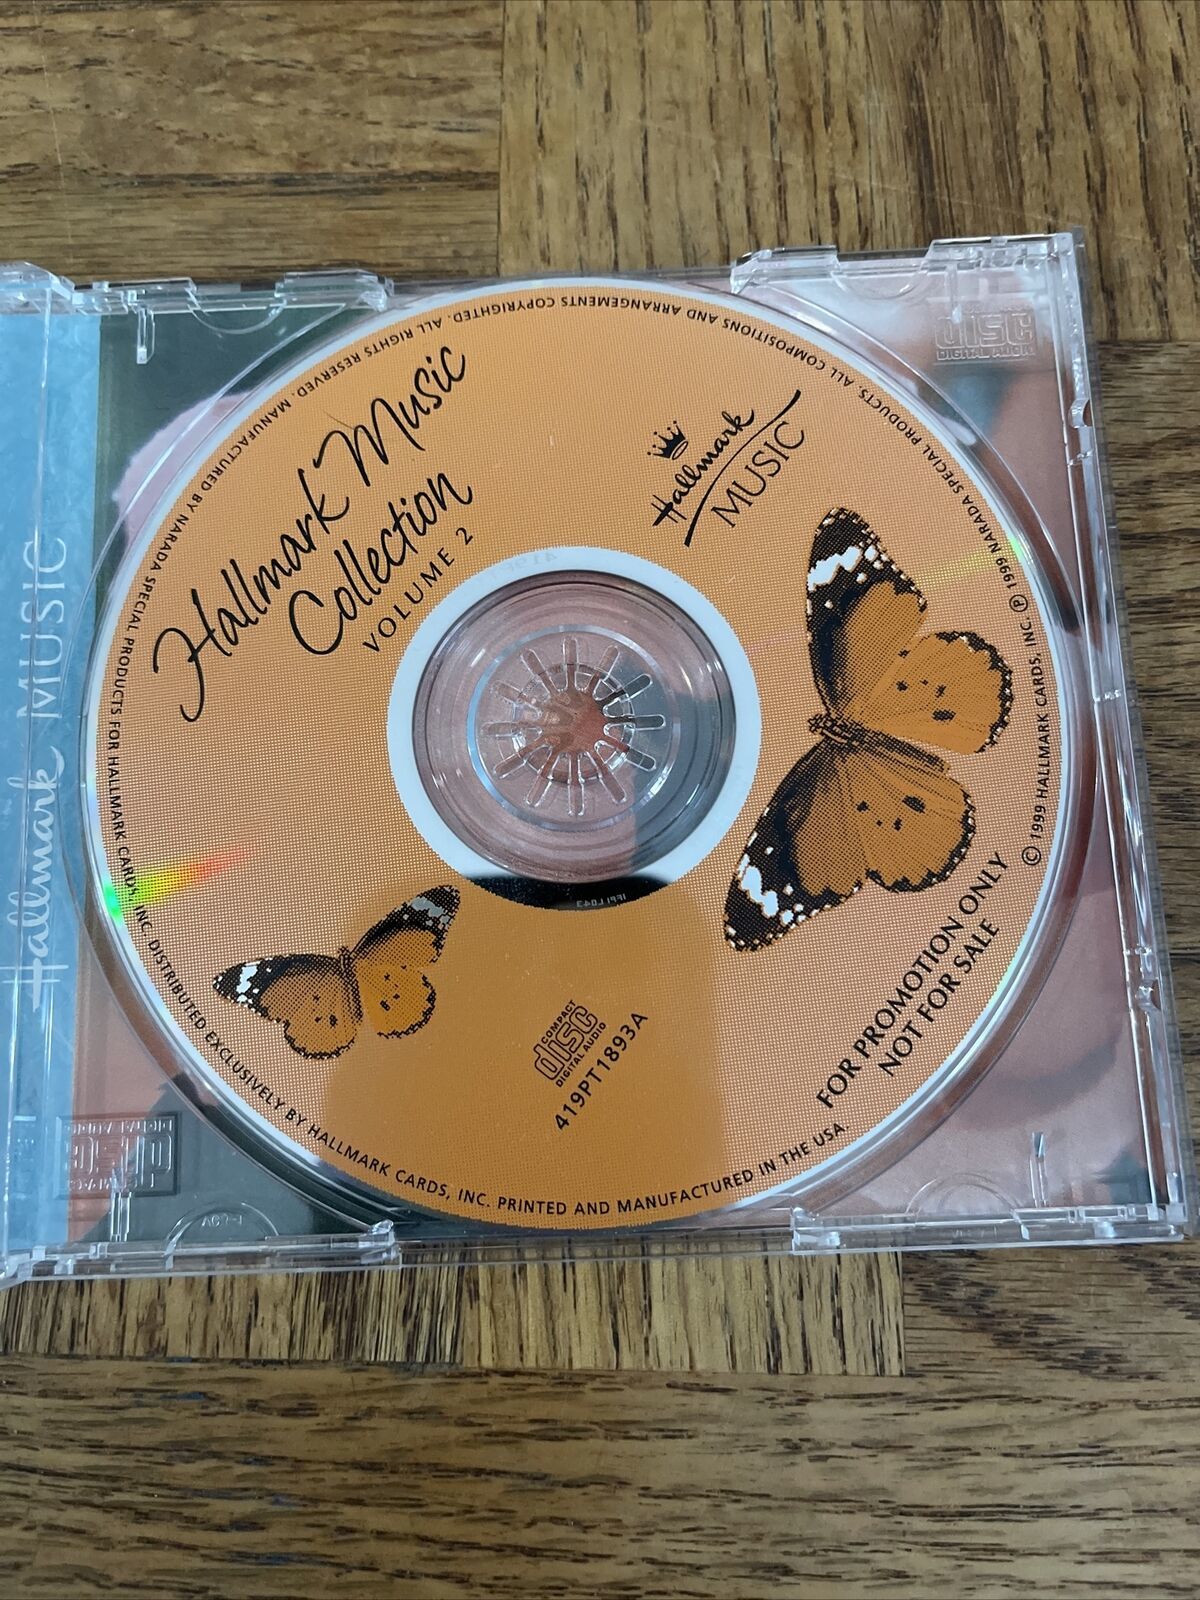 Hallmark Music
Collection
VOLUME 2
Hallmark
MUSIC
FOR PROMOTION ONLY
NOT FOR SALE
COMPACT
disc
DIGITAL AUDIO
419PT1893A
© 1999 HALLMARK CARDS, INC. ℗ 1999 NARADA SPECIAL PRODUCTS. ALL COMPOSITIONS AND ARRANGEMENTS COPYRIGHTED. ALL RIGHTS RESERVED. MANUFACTURED BY NARADA SPECIAL PRODUCTS FOR HALLMARK CARDS, INC. DISTRIBUTED EXCLUSIVELY BY HALLMARK CARDS, INC. PRINTED AND MANUFACTURED IN THE USA.
Hallmark MUSIC
disc
DIGITAL AUDIO
IFPI L043